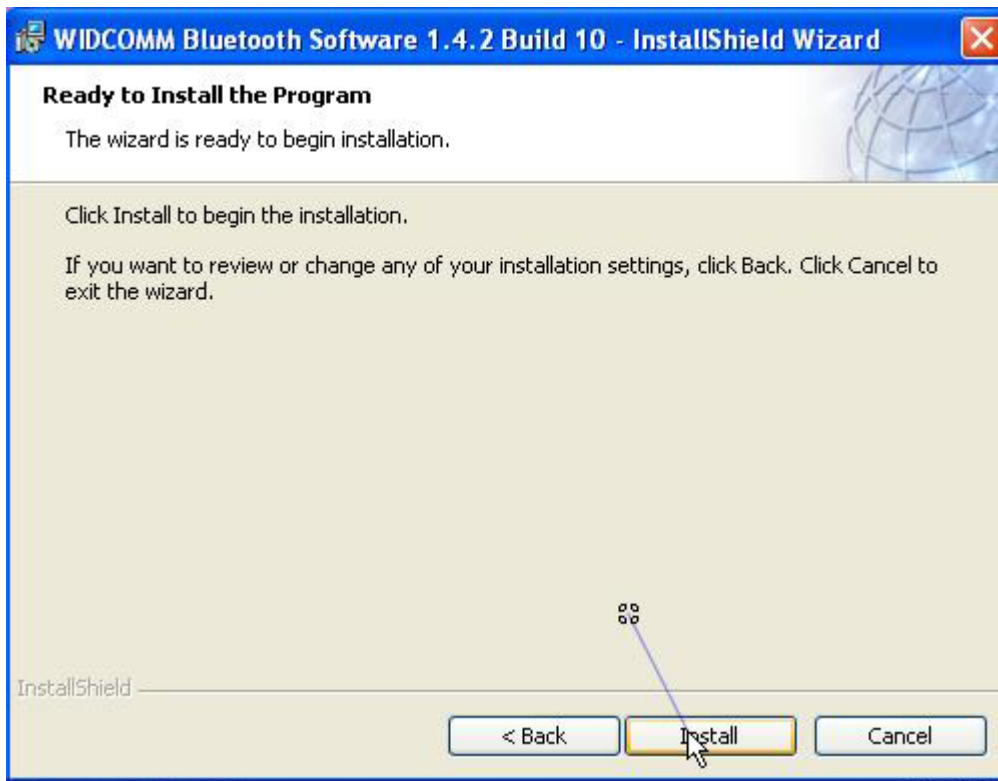 WIDCOMM Bluetooth Software 1.4.2 Build 10 - InstallShield Wizard
Ready to Install the Program
The wizard is ready to begin installation.
Click Install to begin the installation.
If you want to review or change any of your installation settings, click Back. Click Cancel to
exit the wizard.
InstallShield
< Back
Install
Cancel